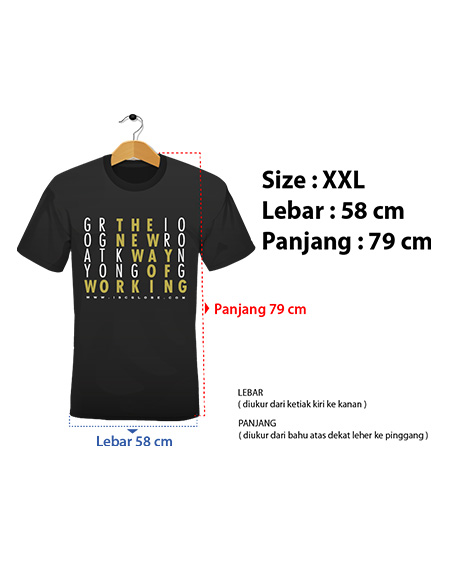 GRTHEIO
OGNEWRO
ATKWAYN
YONGOFG
WORKING
Size : XXL
Lebar : 58 cm
Panjang : 79 cm
Panjang 79 cm
Lebar 58 cm
LEBAR
( diukur dari ketiak kiri ke kanan )
PANJANG
( diukur dari bahu atas dekat leher ke pinggang )